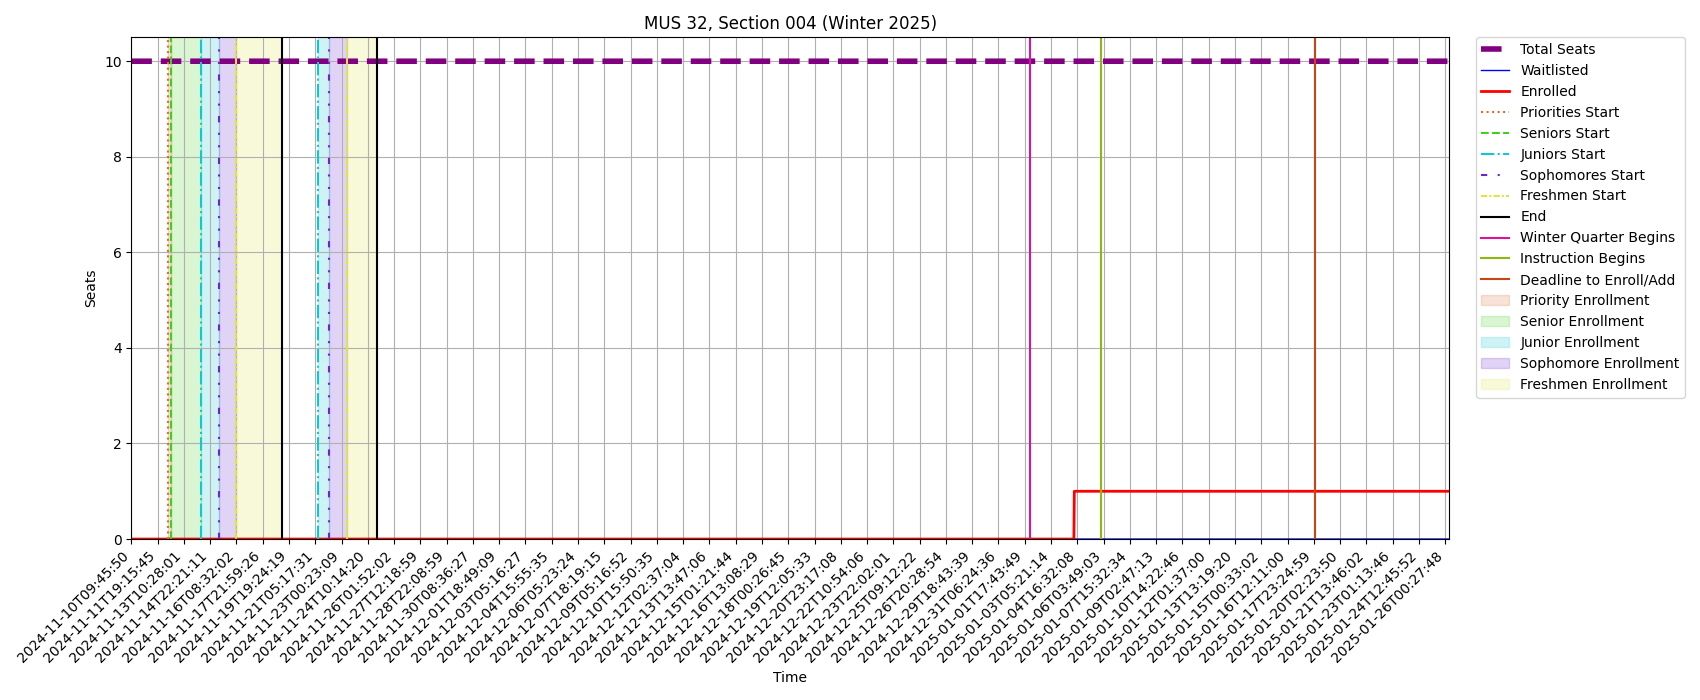 MUS 32, Section 004 (Winter 2025)
10
8
6
4
2
0
Seats
2024-11-10T09:45:50
2024-11-11T19:15:45
2024-11-13T10:28:01
2024-11-14T22:21:11
2024-11-16T08:32:02
2024-11-17T21:59:26
2024-11-19T19:24:19
2024-11-21T05:17:31
2024-11-23T00:23:09
2024-11-24T10:14:20
2024-11-26T01:52:02
2024-11-27T12:18:59
2024-11-28T22:08:59
2024-11-30T08:36:27
2024-12-01T18:49:09
2024-12-03T05:16:27
2024-12-04T15:55:35
2024-12-06T05:23:24
2024-12-07T18:19:15
2024-12-09T05:16:52
2024-12-10T15:50:35
2024-12-12T02:37:04
2024-12-13T13:47:06
2024-12-15T01:21:44
2024-12-16T13:08:29
2024-12-18T00:26:45
2024-12-19T12:05:33
2024-12-20T23:17:08
2024-12-22T10:54:06
2024-12-23T22:02:01
2024-12-25T09:12:22
2024-12-26T20:28:54
2024-12-29T18:43:39
2024-12-31T06:24:36
2025-01-01T17:43:49
2025-01-03T05:21:14
2025-01-04T16:32:08
2025-01-06T03:49:03
2025-01-07T15:32:34
2025-01-09T02:47:13
2025-01-10T14:22:46
2025-01-12T01:37:00
2025-01-13T13:19:20
2025-01-15T00:33:02
2025-01-16T12:11:00
2025-01-17T23:24:59
2025-01-20T02:23:50
2025-01-21T13:46:02
2025-01-23T01:13:46
2025-01-24T12:45:52
2025-01-26T00:27:48
Time
Total Seats
Waitlisted
Enrolled
Priorities Start
Seniors Start
Juniors Start
Sophomores Start
Freshmen Start
End
Winter Quarter Begins
Instruction Begins
Deadline to Enroll/Add
Priority Enrollment
Senior Enrollment
Junior Enrollment
Sophomore Enrollment
Freshmen Enrollment